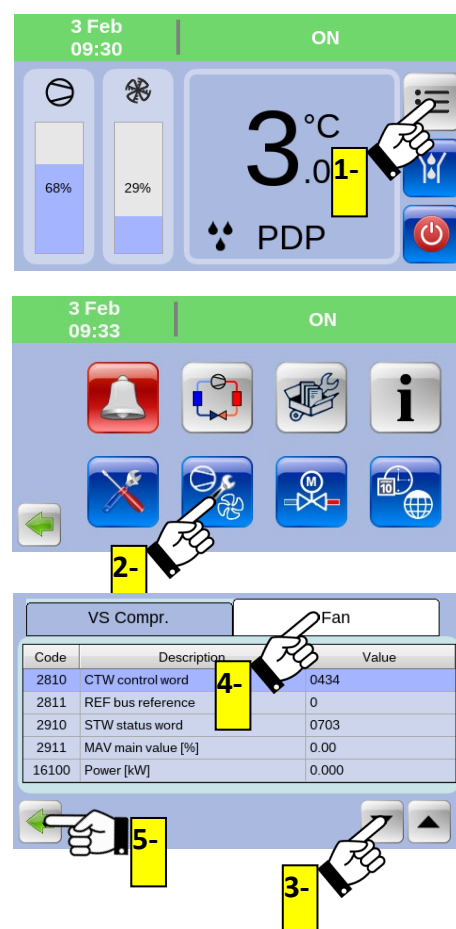 3 Feb
09:30
ON
68%
29%
3.0 °C
1-
PDP
3 Feb
09:33
ON
i
M
10
2-
VS Compr.
Fan
Code Description Value
2810 CTW control word 0434
4-
2811 REF bus reference 0
2910 STW status word 0703
2911 MAV main value [%] 0.00
16100 Power [kW] 0.000
5-
3-